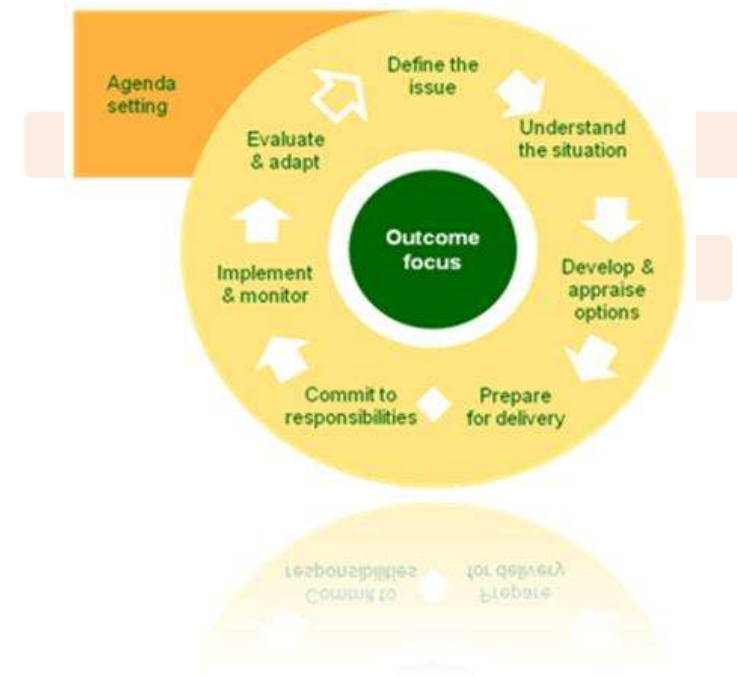 Agenda
setting
Define the
issue
Understand
the situation
Develop &
appraise
options
Prepare
for delivery
Commit to
responsibilities
Implement
& monitor
Evaluate
& adapt
Outcome
focus